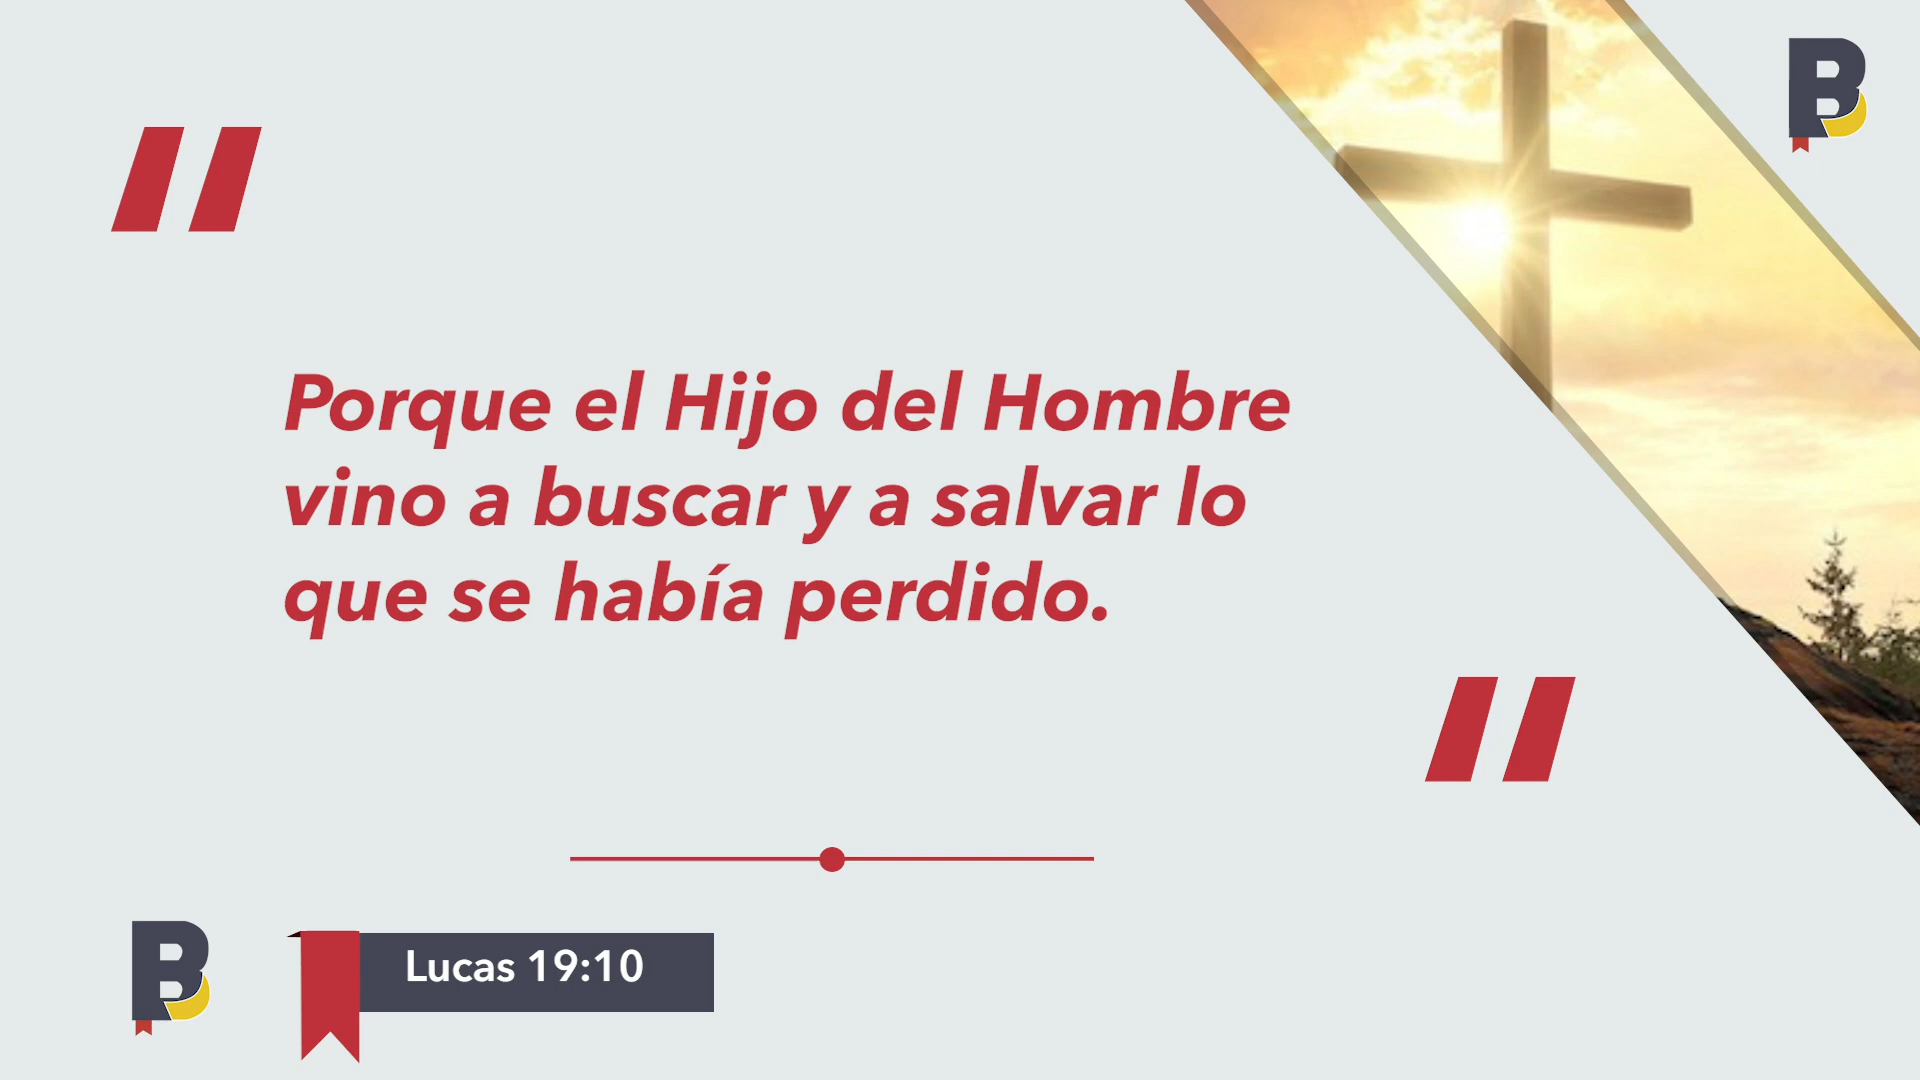 Porque el Hijo del Hombre
vino a buscar y a salvar lo
que se había perdido.
Lucas 19:10